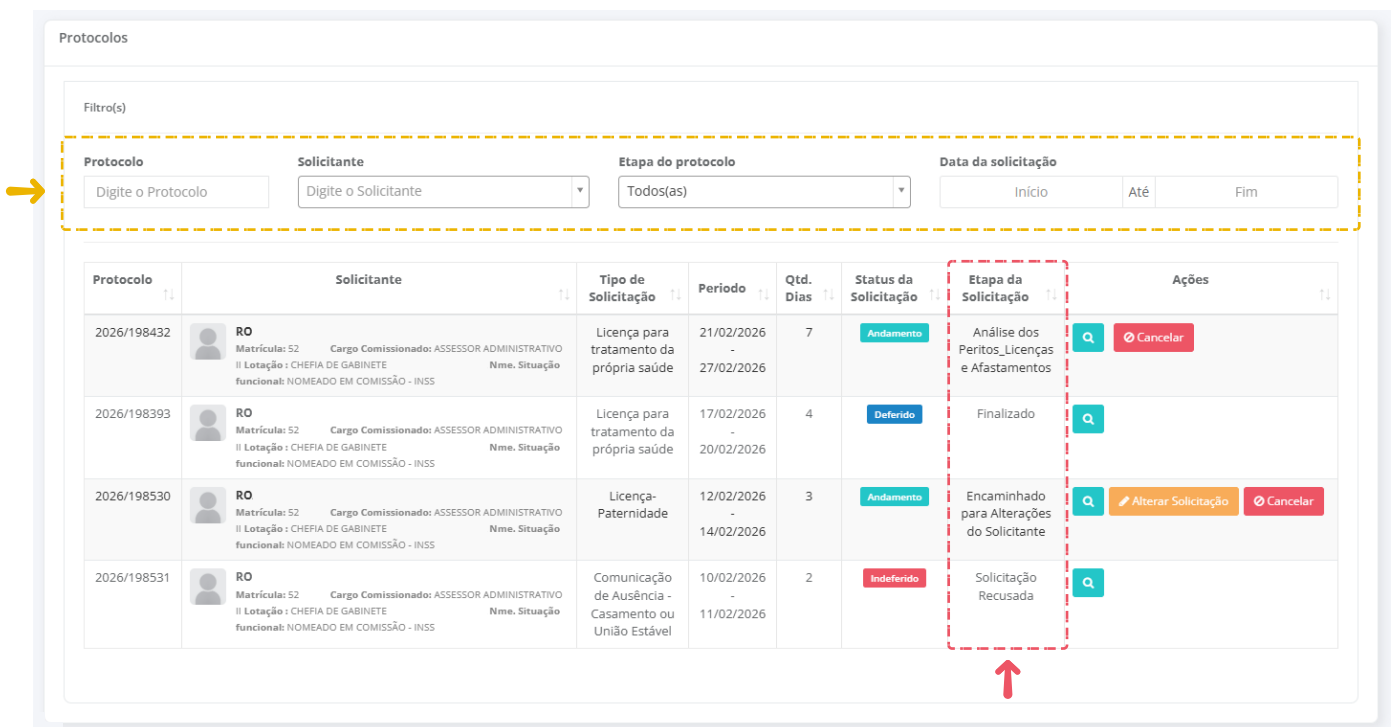 Protocolos
Filtro(s)
Protocolo
Solicitante
Etapa do protocolo
Data da solicitação
Digite o Protocolo
Digite o Solicitante
Todos(as)
Início
Até
Fim
Protocolo
Solicitante
Tipo de
Solicitação
Periodo
Qtd.
Dias
Status da
Solicitação
Etapa da
Solicitação
Ações
2026/198432
RO
Matrícula: 52 Cargo Comissionado: ASSESSOR ADMINISTRATIVO
II Lotação : CHEFIA DE GABINETE Nme. Situação
funcional: NOMEADO EM COMISSÃO - INSS
Licença para
tratamento da
própria saúde
21/02/2026
-
27/02/2026
7
Andamento
Análise dos
Peritos_Licenças
e Afastamentos
Cancelar
2026/198393
RO
Matrícula: 52 Cargo Comissionado: ASSESSOR ADMINISTRATIVO
II Lotação : CHEFIA DE GABINETE Nme. Situação
funcional: NOMEADO EM COMISSÃO - INSS
Licença para
tratamento da
própria saúde
17/02/2026
-
20/02/2026
4
Deferido
Finalizado
2026/198530
RO
Matrícula: 52 Cargo Comissionado: ASSESSOR ADMINISTRATIVO
II Lotação : CHEFIA DE GABINETE Nme. Situação
funcional: NOMEADO EM COMISSÃO - INSS
Licença-
Paternidade
12/02/2026
-
14/02/2026
3
Andamento
Encaminhado
para Alterações
do Solicitante
Alterar Solicitação
Cancelar
2026/198531
RO
Matrícula: 52 Cargo Comissionado: ASSESSOR ADMINISTRATIVO
II Lotação : CHEFIA DE GABINETE Nme. Situação
funcional: NOMEADO EM COMISSÃO - INSS
Comunicação
de Ausência -
Casamento ou
União Estável
10/02/2026
-
11/02/2026
2
Indeferido
Solicitação
Recusada